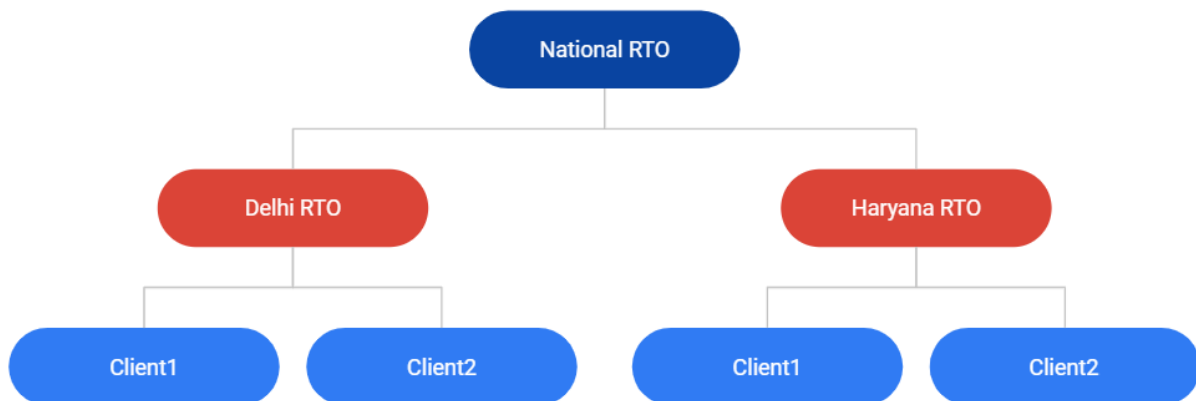 National RTO
Delhi RTO
Haryana RTO
Client1
Client2
Client1
Client2